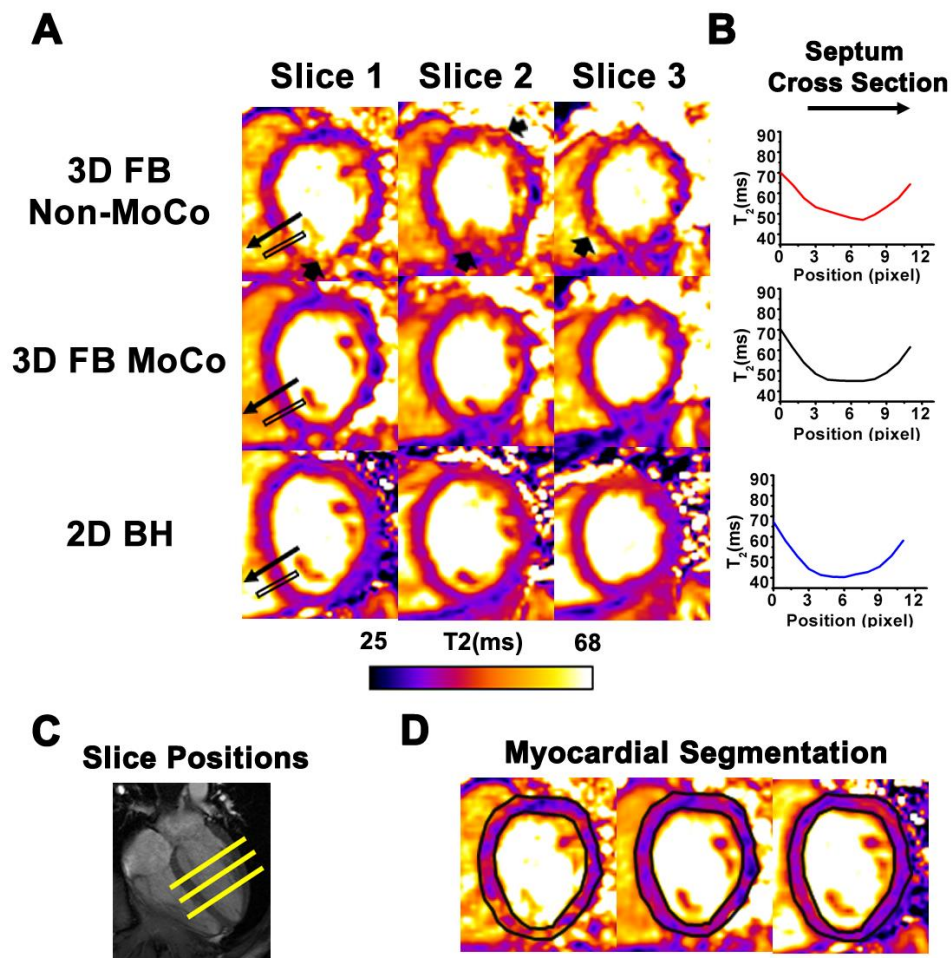 A
B
Slice 1 Slice 2 Slice 3
Septum
Cross Section
3D FB
Non-MoCo
3D FB MoCo
2D BH
90
80
70
60
50
40
T2(ms)
0 3 6 9 12
Position (pixel)
90
80
70
60
50
40
T2(ms)
0 3 6 9 12
Position (pixel)
90
80
70
60
50
40
T2(ms)
0 3 6 9 12
Position (pixel)
25 T2(ms) 68
C
Slice Positions
D
Myocardial Segmentation